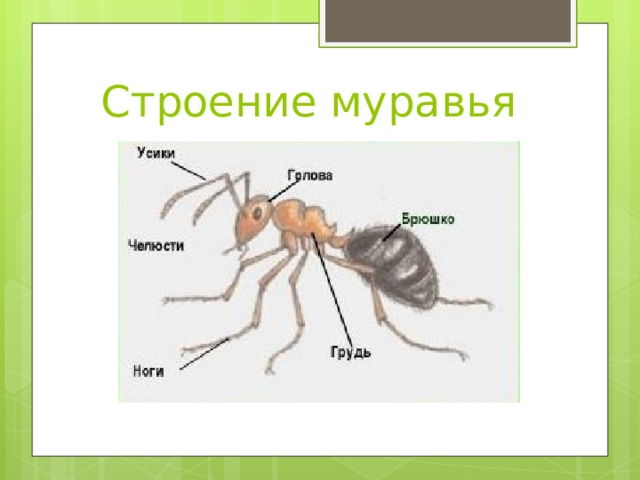 Строение муравья
Усики
Голова
Брюшко
Челюсти
Грудь
Ноги